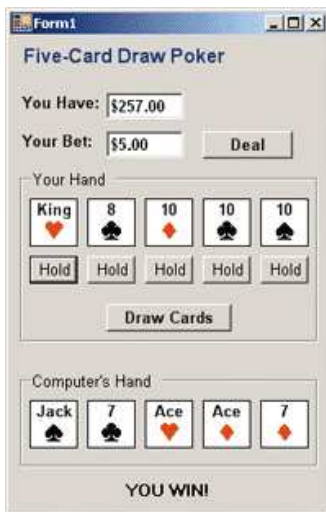 Form1
Five-Card Draw Poker
You Have: $257.00
Your Bet: $5.00 Deal
Your Hand
King 8 10 10 10
Hold Hold Hold Hold Hold
Draw Cards
Computer's Hand
Jack 7 Ace Ace 7
YOU WIN!